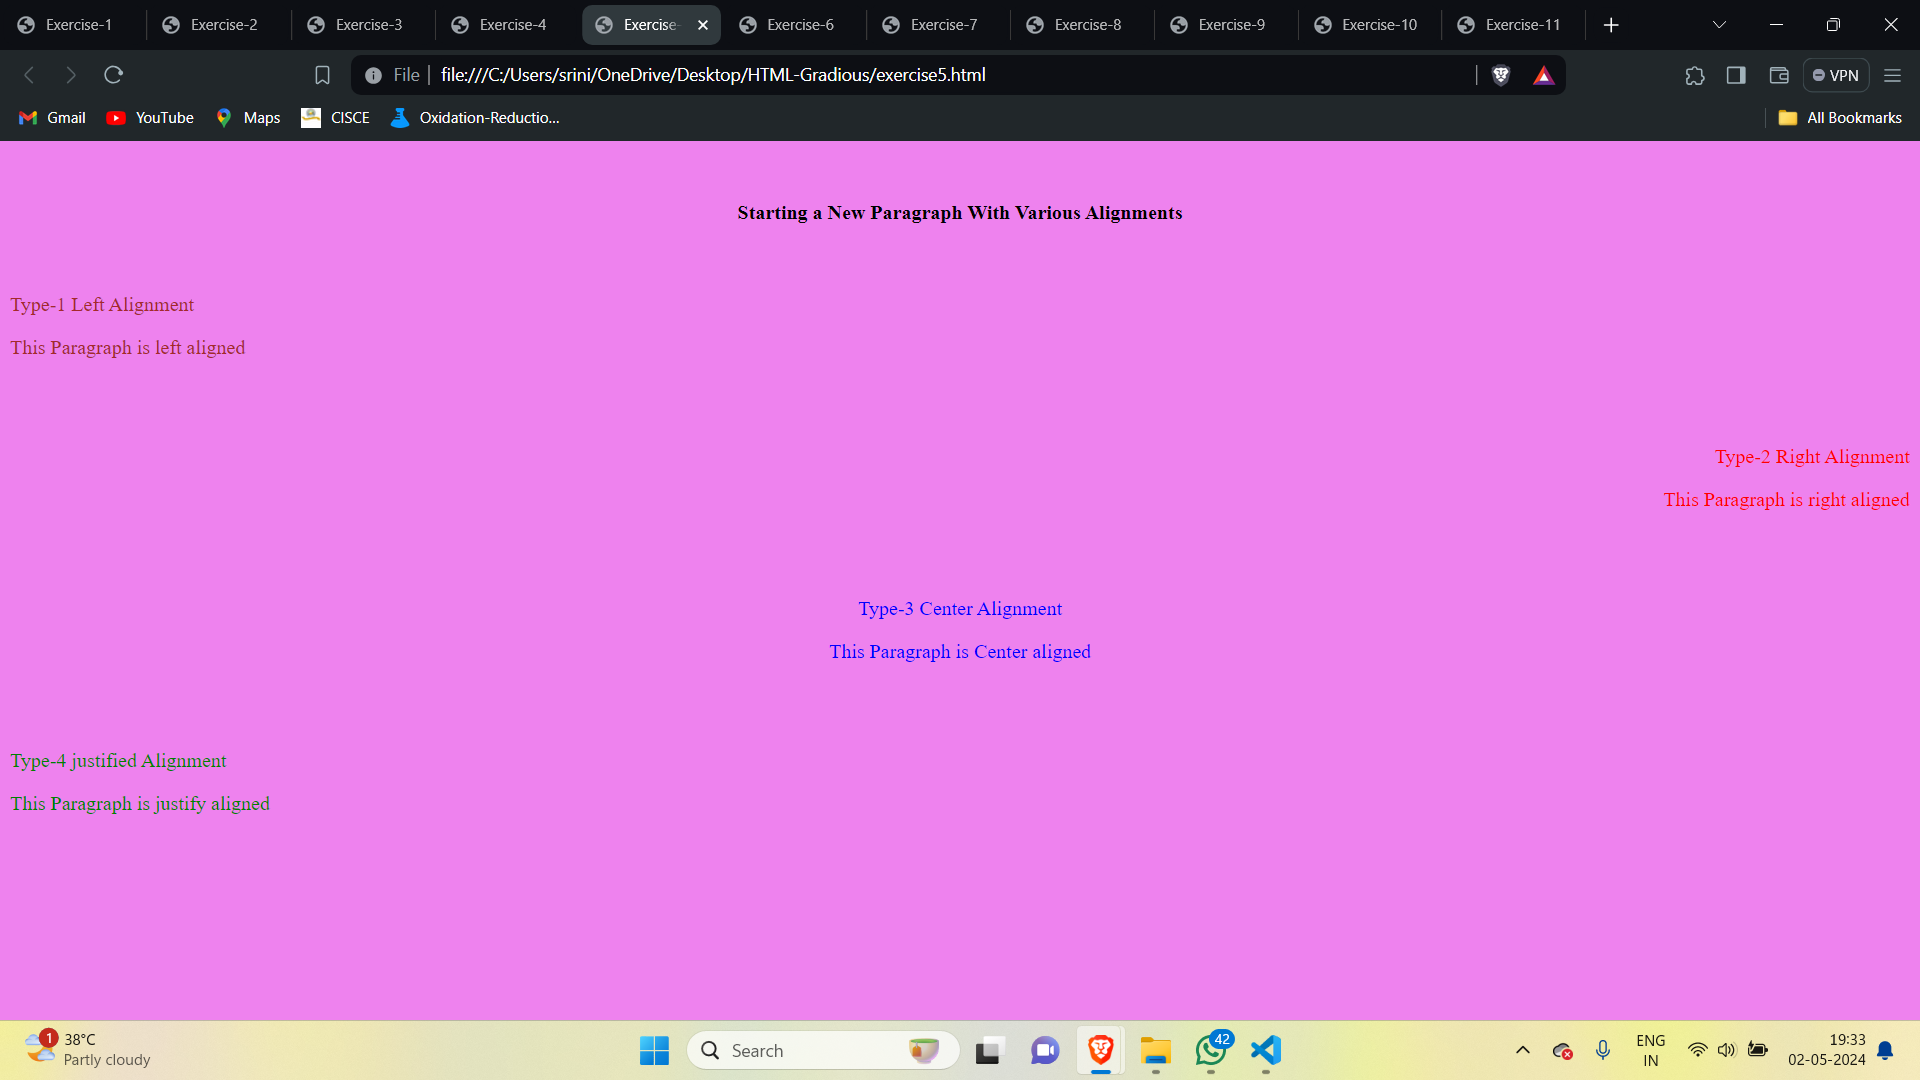 Exercise-1 Exercise-2 Exercise-3 Exercise-4 Exercise- Exercise-6 Exercise-7 Exercise-8 Exercise-9 Exercise-10 Exercise-11
File file:///C:/Users/srini/OneDrive/Desktop/HTML-Gradious/exercise5.html VPN
Gmail YouTube Maps CISCE Oxidation-Reductio... All Bookmarks
Starting a New Paragraph With Various Alignments
Type-1 Left Alignment
This Paragraph is left aligned
Type-2 Right Alignment
This Paragraph is right aligned
Type-3 Center Alignment
This Paragraph is Center aligned
Type-4 justified Alignment
This Paragraph is justify aligned
1 38°C
Partly cloudy
Search
42
ENG
IN
19:33
02-05-2024